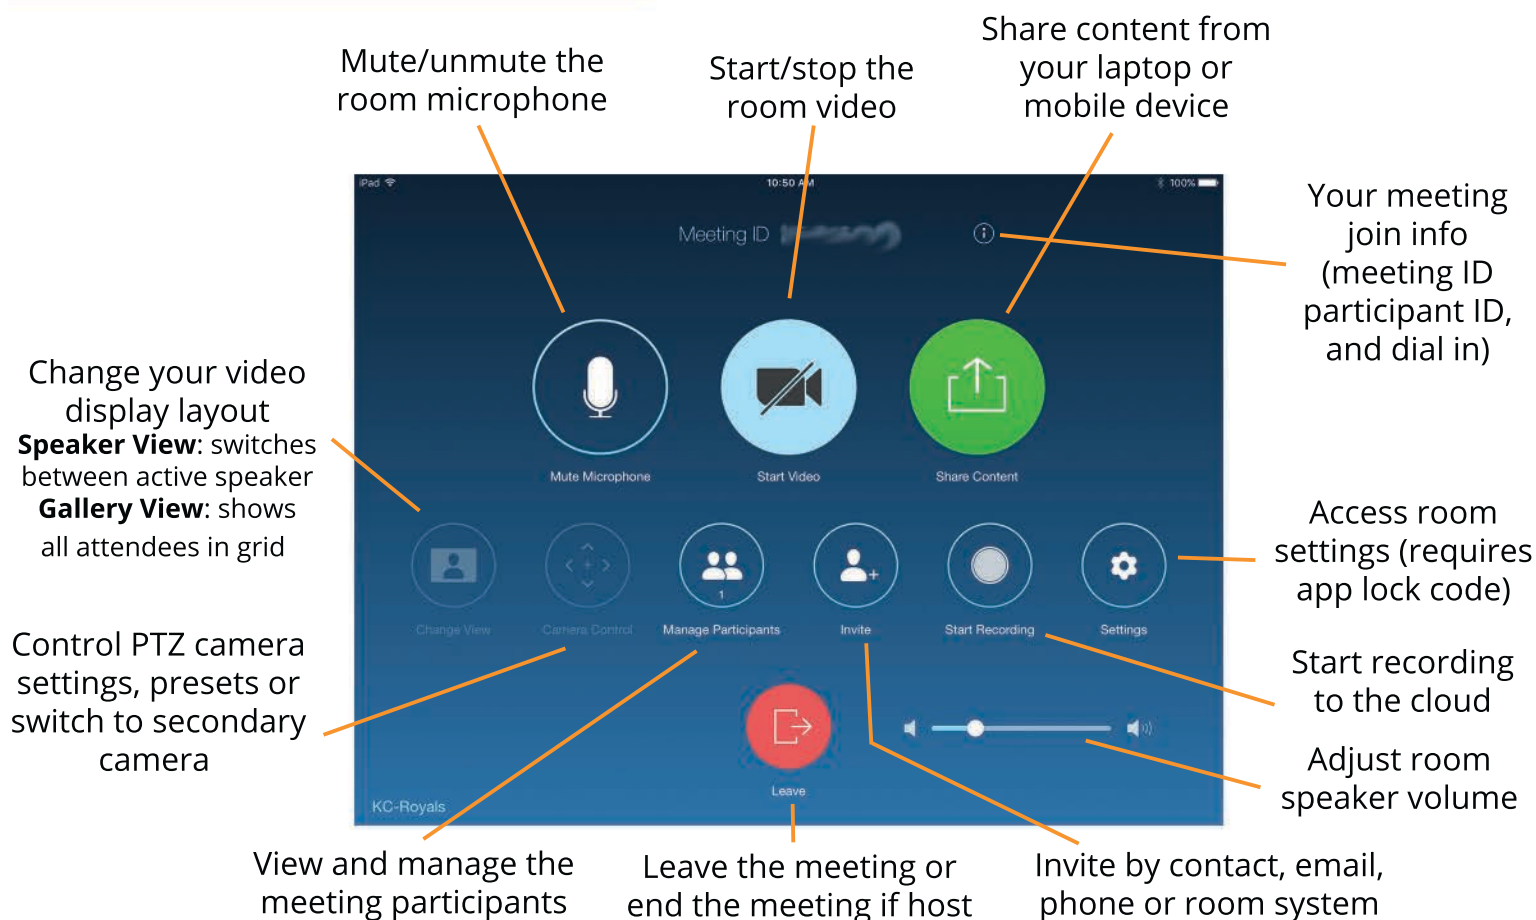 Mute/unmute the
room microphone
Start/stop the
room video
Share content from
your laptop or
mobile device
iPad
10:50 AM
100%
Meeting ID
Your meeting
join info
(meeting ID
participant ID,
and dial in)
Change your video
display layout
Speaker View: switches
between active speaker
Gallery View: shows
all attendees in grid
Mute Microphone
Start Video
Share Content
Access room
settings (requires
app lock code)
1
Change View
Camera Control
Manage Participants
Invite
Start Recording
Settings
Control PTZ camera
settings, presets or
switch to secondary
camera
Start recording
to the cloud
Adjust room
speaker volume
Leave
KC-Royals
View and manage the
meeting participants
Leave the meeting or
end the meeting if host
Invite by contact, email,
phone or room system